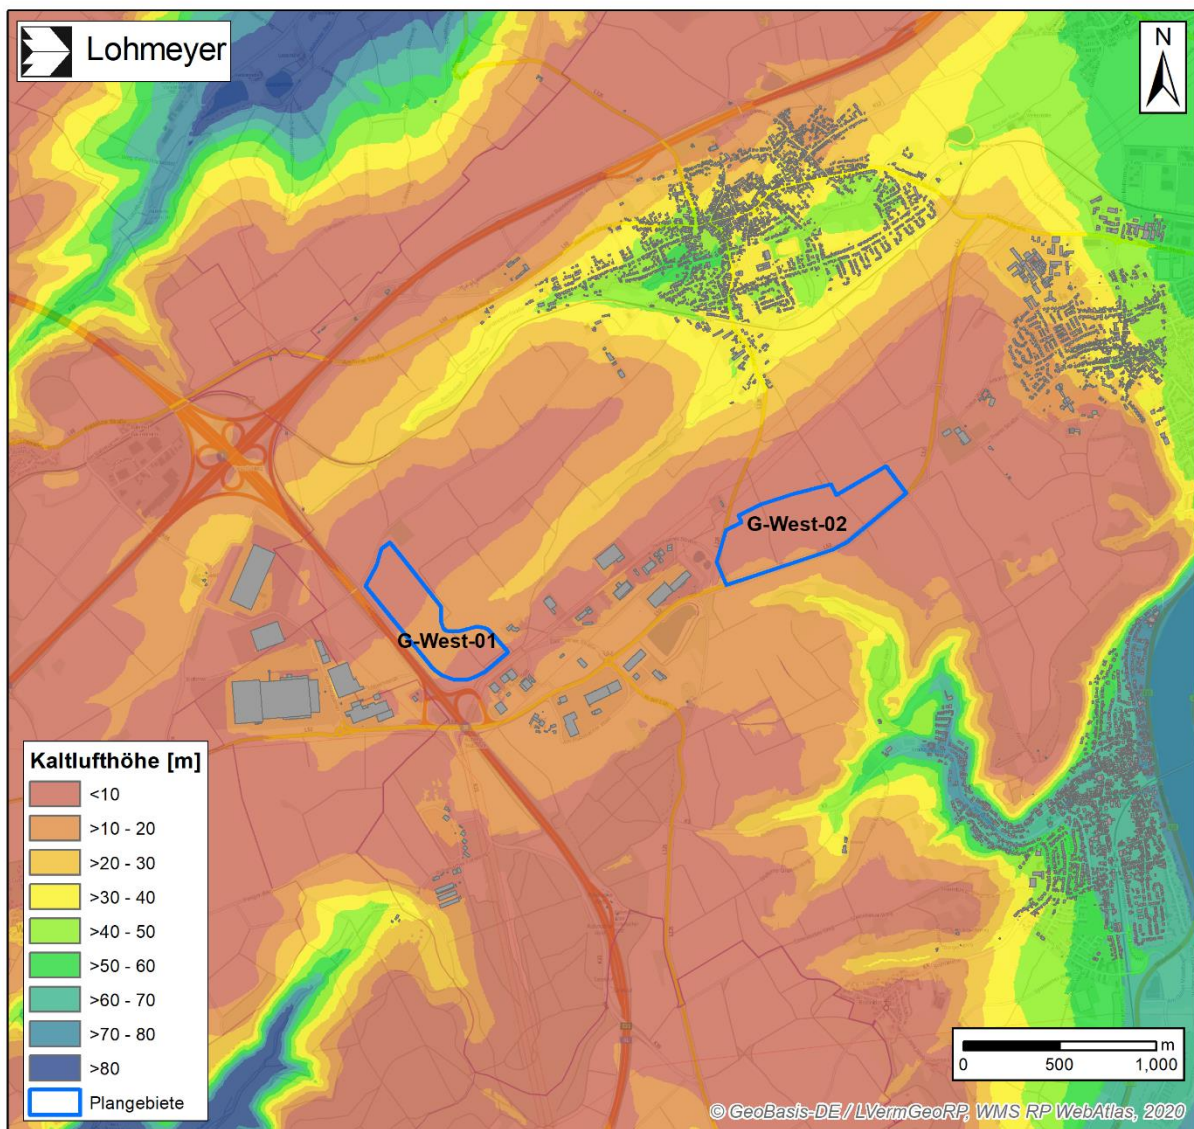 Lohmeyer
N
G-West-02
G-West-01
Kaltlufthöhe [m]
<10
>10 - 20
>20 - 30
>30 - 40
>40 - 50
>50 - 60
>60 - 70
>70 - 80
>80
Plangebiete
m
0 500 1,000
© GeoBasis-DE / LVermGeoRP, WMS RP WebAtlas, 2020